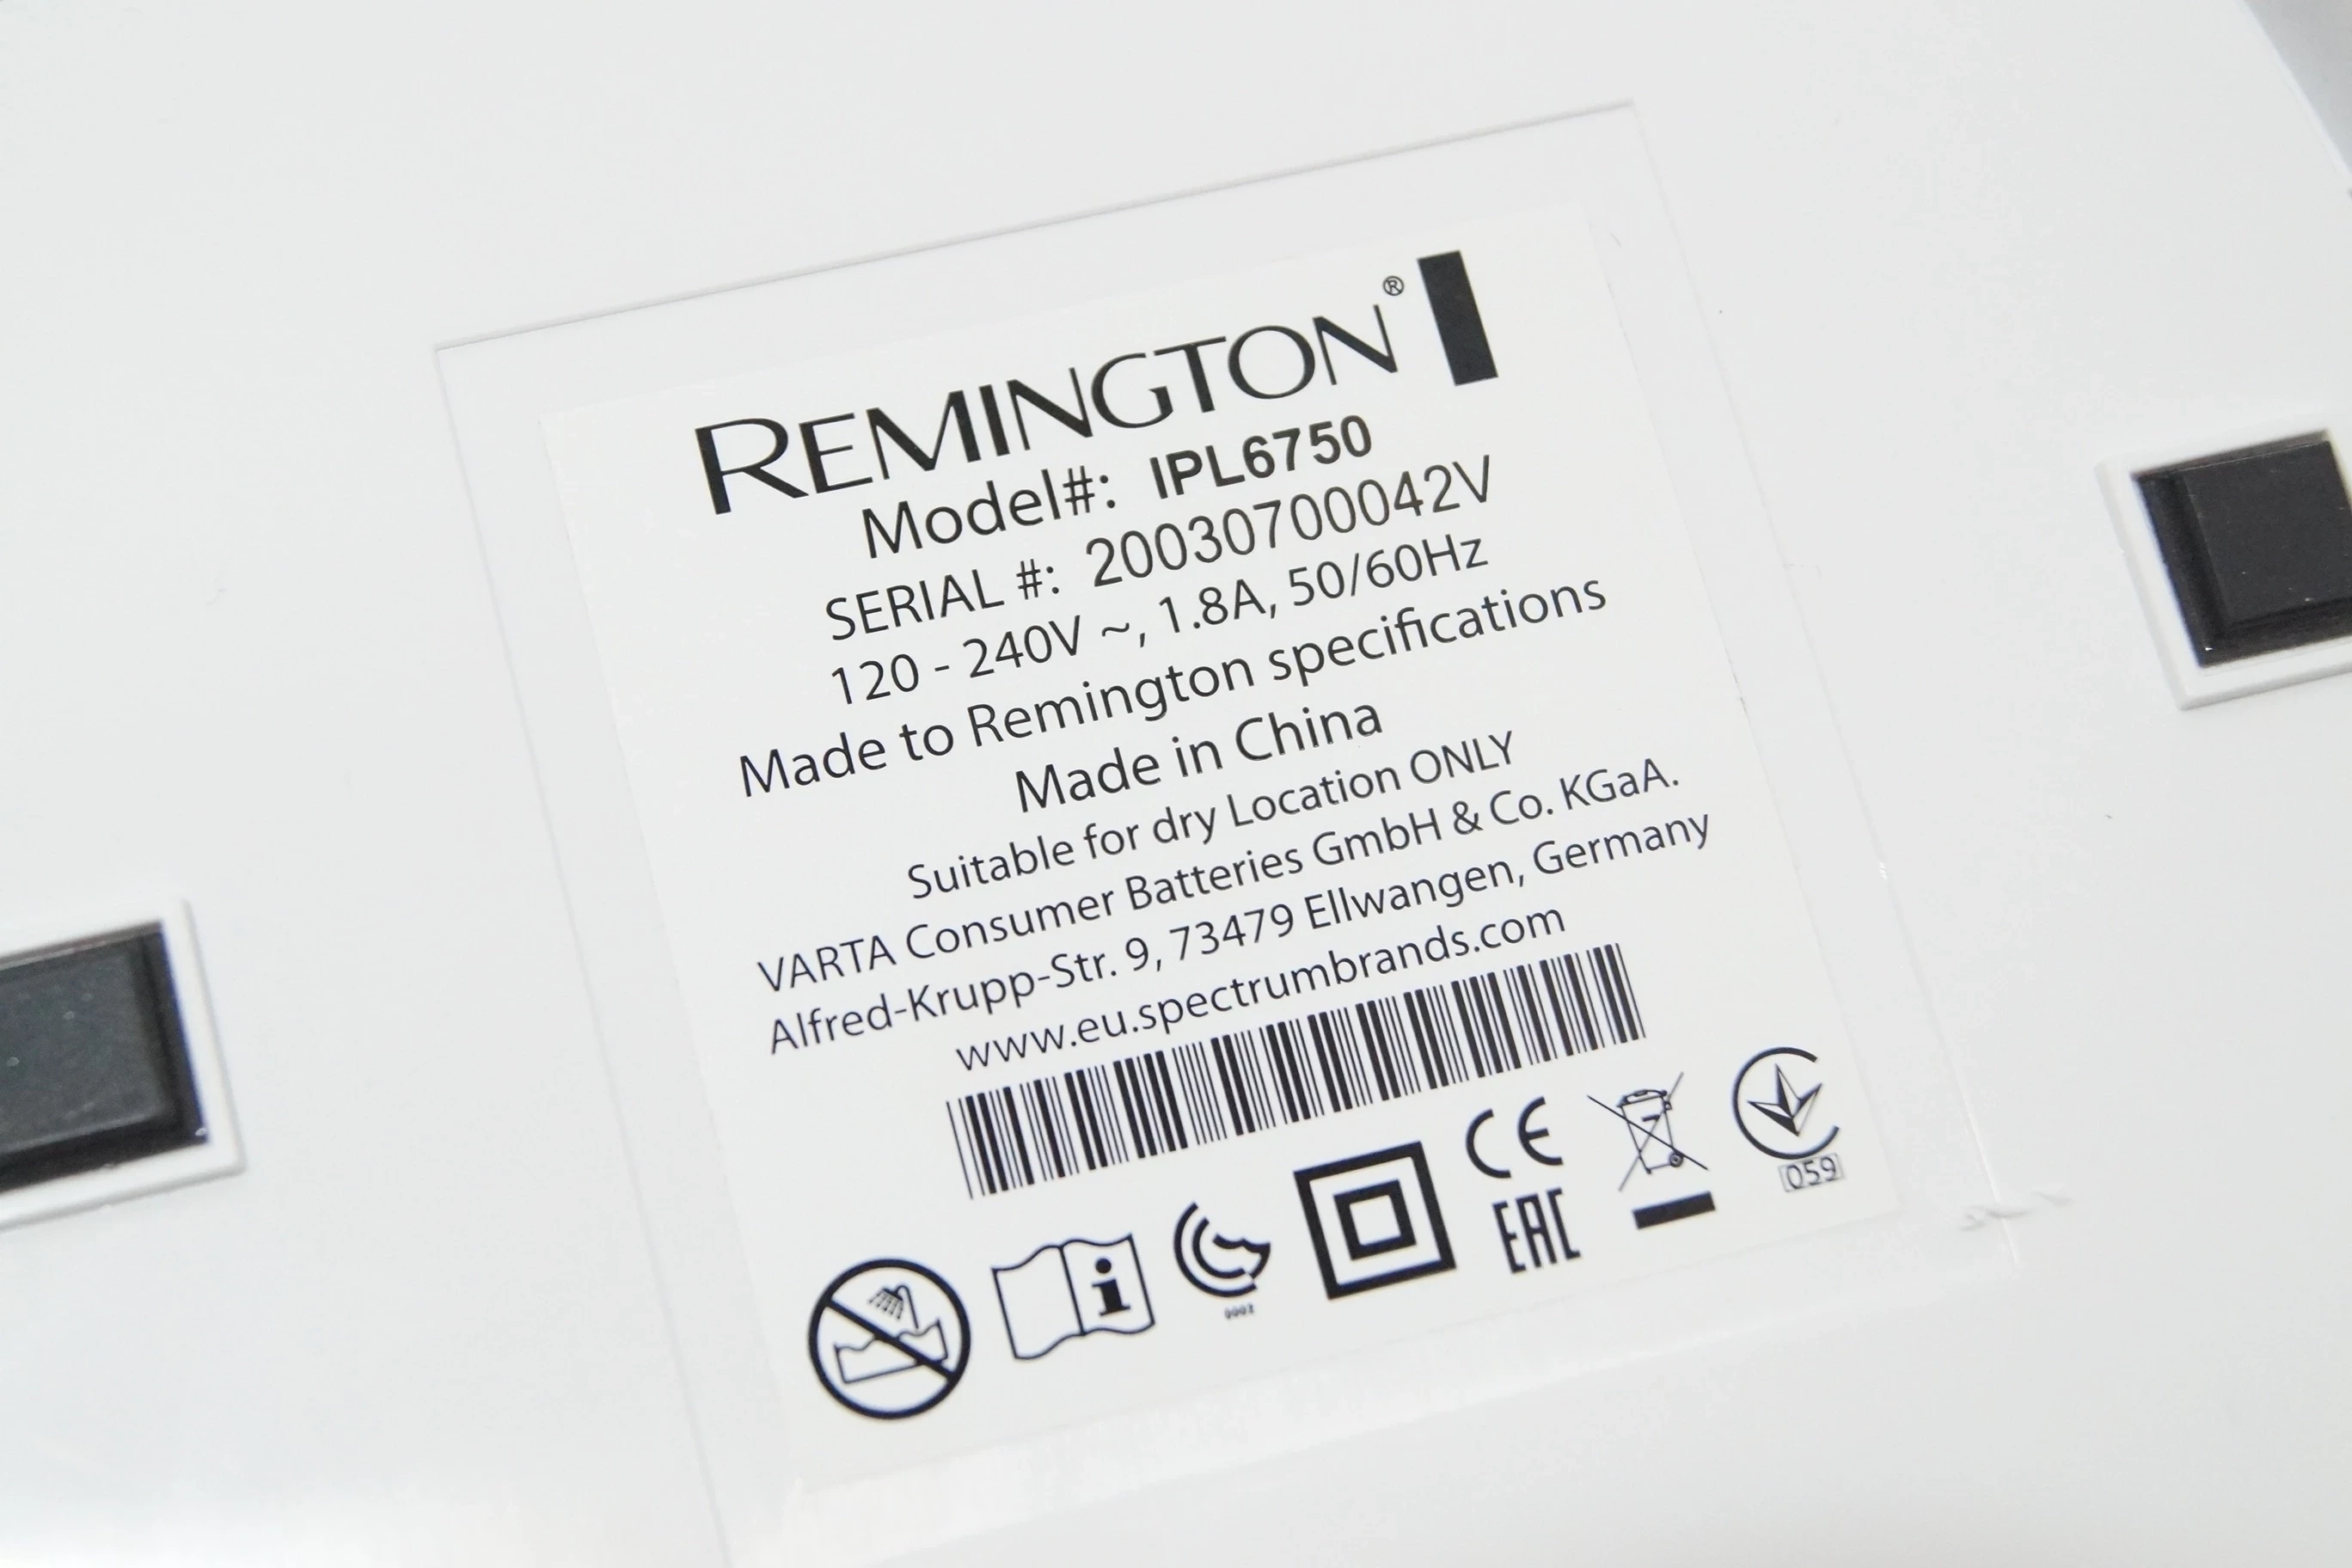 REMINGTON®
Model#: IPL6750
SERIAL #: 20030700042V
120 - 240V ~, 1.8A, 50/60Hz
Made to Remington specifications
Made in China
Suitable for dry Location ONLY
VARTA Consumer Batteries GmbH & Co. KGaA.
Alfred-Krupp-Str. 9, 73479 Ellwangen, Germany
www.eu.spectrumbrands.com
CE
EAC
059
i